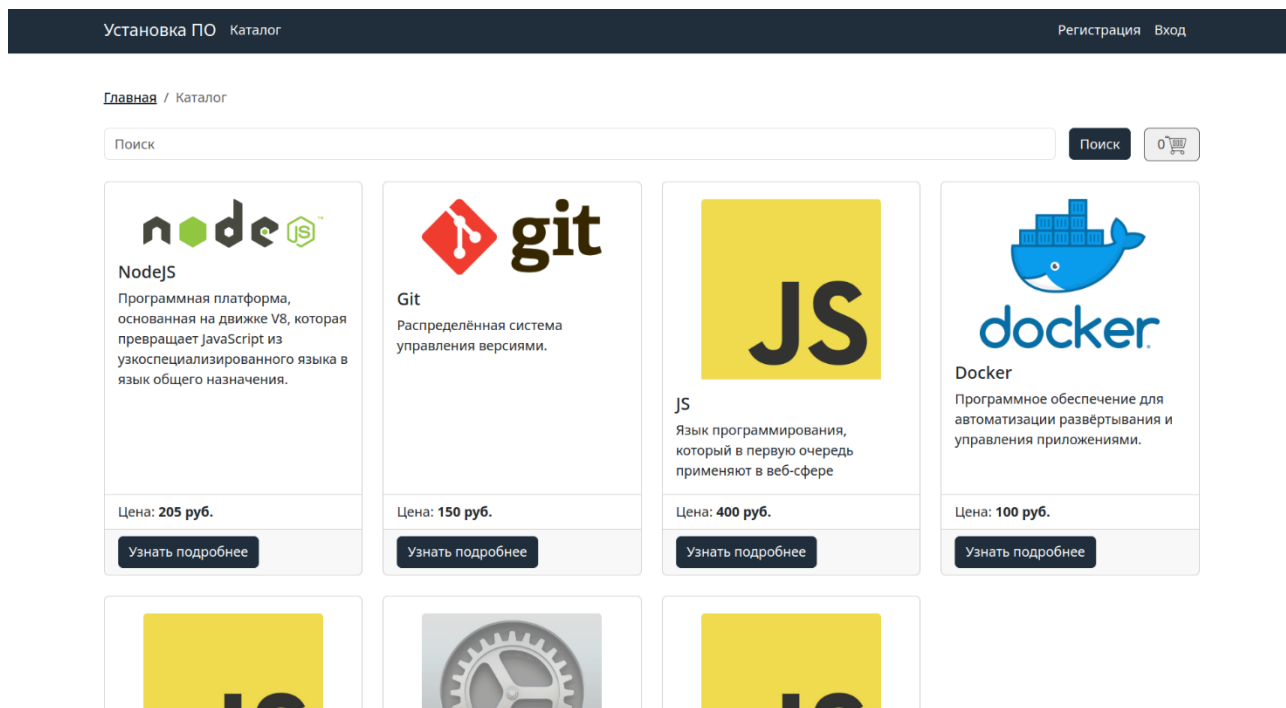 Установка ПО Каталог Регистрация Вход
Главная / Каталог
Поиск Поиск 0
node JS ™
NodeJS
Программная платформа,
основанная на движке V8, которая
превращает JavaScript из
узкоспециализированного языка в
язык общего назначения.
Цена: 205 руб.
Узнать подробнее
git
Git
Распределённая система
управления версиями.
Цена: 150 руб.
Узнать подробнее
JS
JS
Язык программирования,
который в первую очередь
применяют в веб-сфере
Цена: 400 руб.
Узнать подробнее
docker
Docker
Программное обеспечение для
автоматизации развёртывания и
управления приложениями.
Цена: 100 руб.
Узнать подробнее
JS
JS